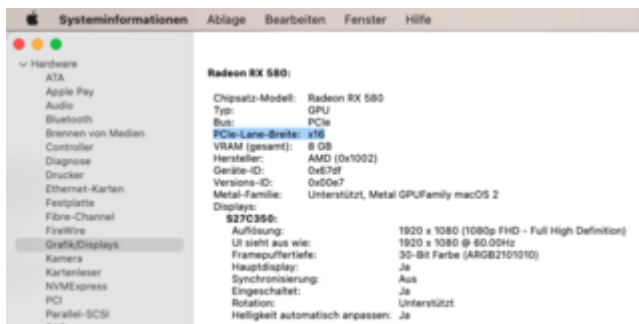 Systeminformationen Ablage Bearbeiten Fenster Hilfe
Hardware
ATA
Apple Pay
Audio
Bluetooth
Brennen von Medien
Controller
Diagnose
Drucker
Ethernet-Karten
Festplatte
Fibre-Channel
FireWire
Grafik/Displays
Kamera
Kartenleser
NVMExpress
PCI
Parallel-SCSI
Radeon RX 580:
Chipsatz-Modell: Radeon RX 580
Typ: GPU
Bus: PCIe
PCIe-Lane-Breite: x16
VRAM (gesamt): 8 GB
Hersteller: AMD (0x1002)
Geräte-ID: 0x67df
Versions-ID: 0x00e7
Metal-Familie: Unterstützt, Metal GPUFamily macOS 2
Displays:
S27C350:
Auflösung: 1920 x 1080 (1080p FHD - Full High Definition)
UI sieht aus wie: 1920 x 1080 @ 60.00Hz
Framepuffertiefe: 30-Bit Farbe (ARGB2101010)
Hauptdisplay: Ja
Synchronisierung: Aus
Eingeschaltet: Ja
Rotation: Unterstützt
Helligkeit automatisch anpassen: Ja